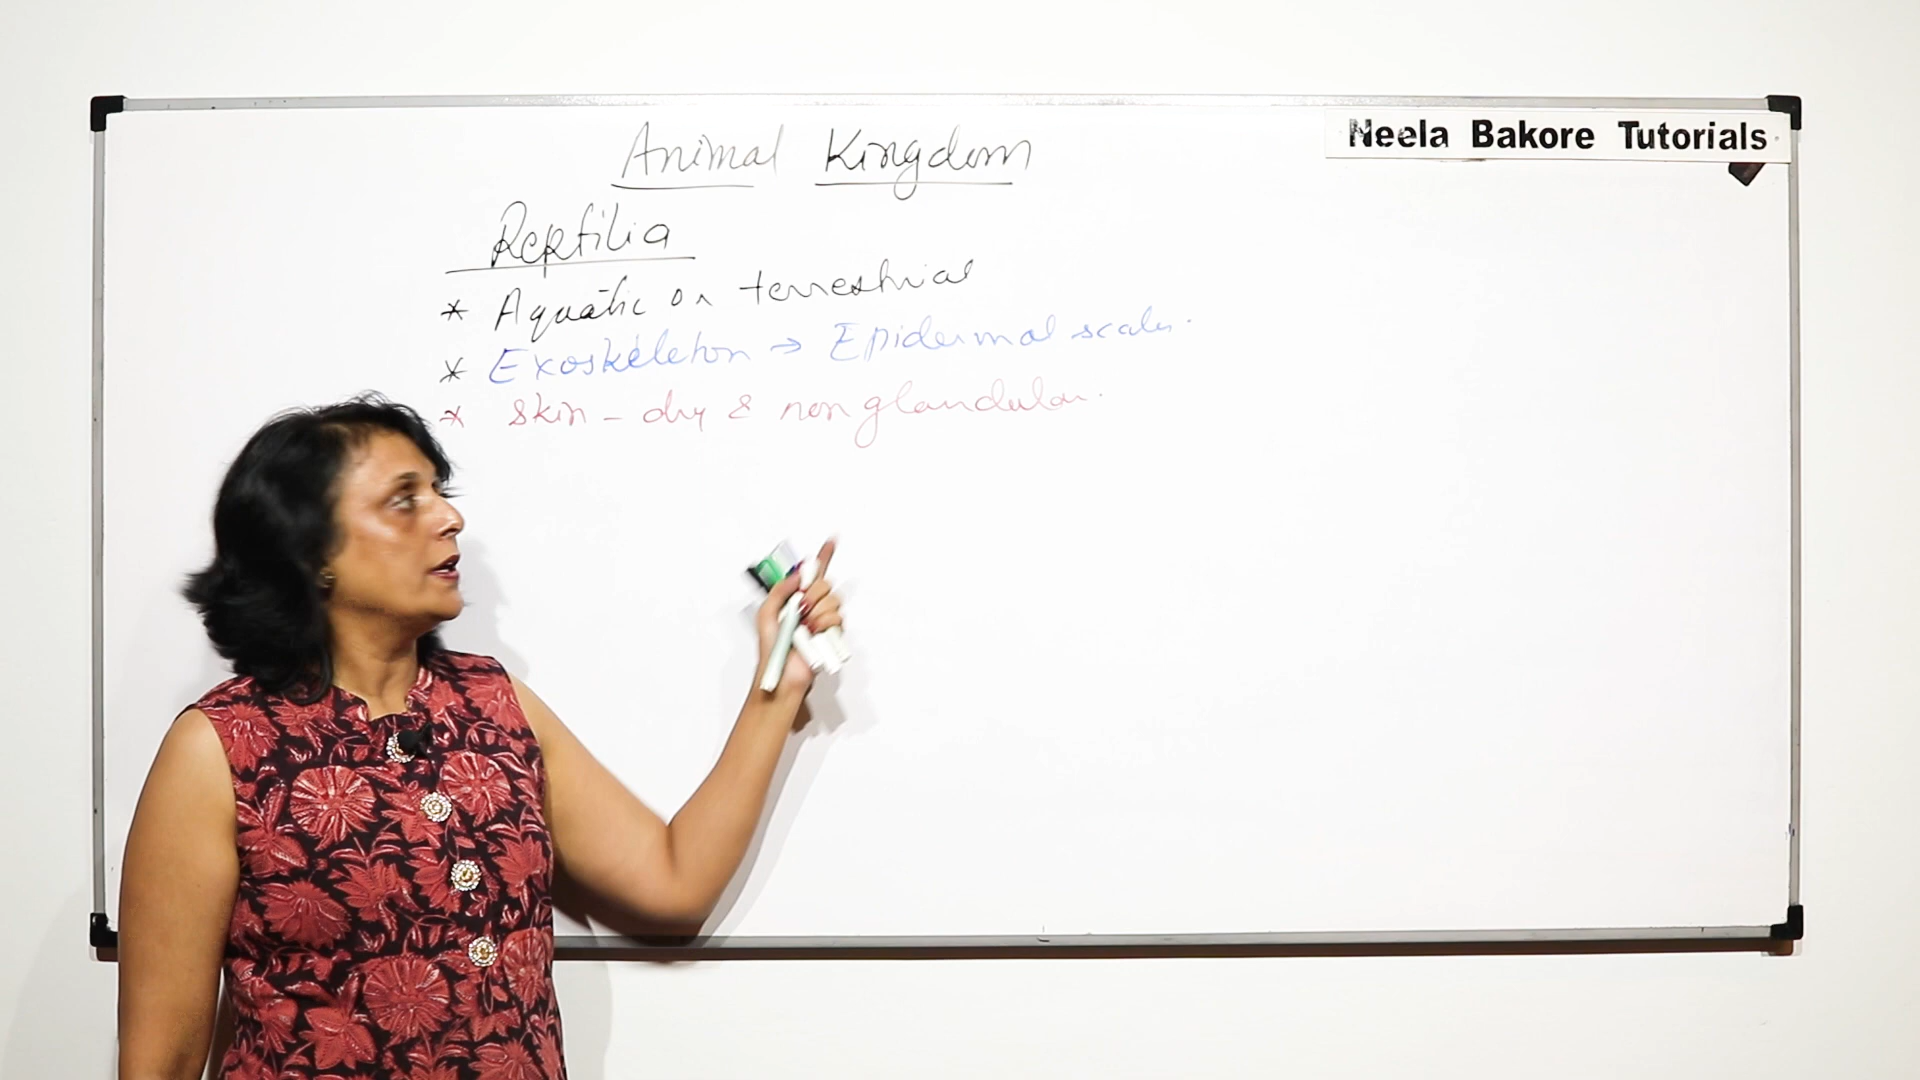 Neela Bakore Tutorials
Animal Kingdom
Reptilia
* Aquatic or terrestrial
* Exoskeleton → Epidermal scales.
* Skin - dry & non glandular.